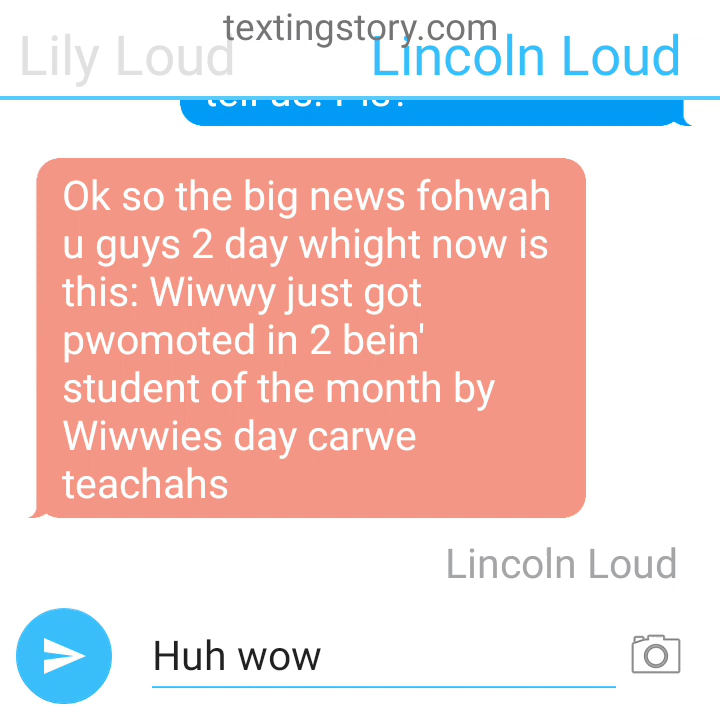 textingstory.com
Lily Loud Lincoln Loud
Ok so the big news fohwah
u guys 2 day whight now is
this: Wiwwy just got
pwomoted in 2 bein'
student of the month by
Wiwwies day carwe
teachahs
Lincoln Loud
Huh wow